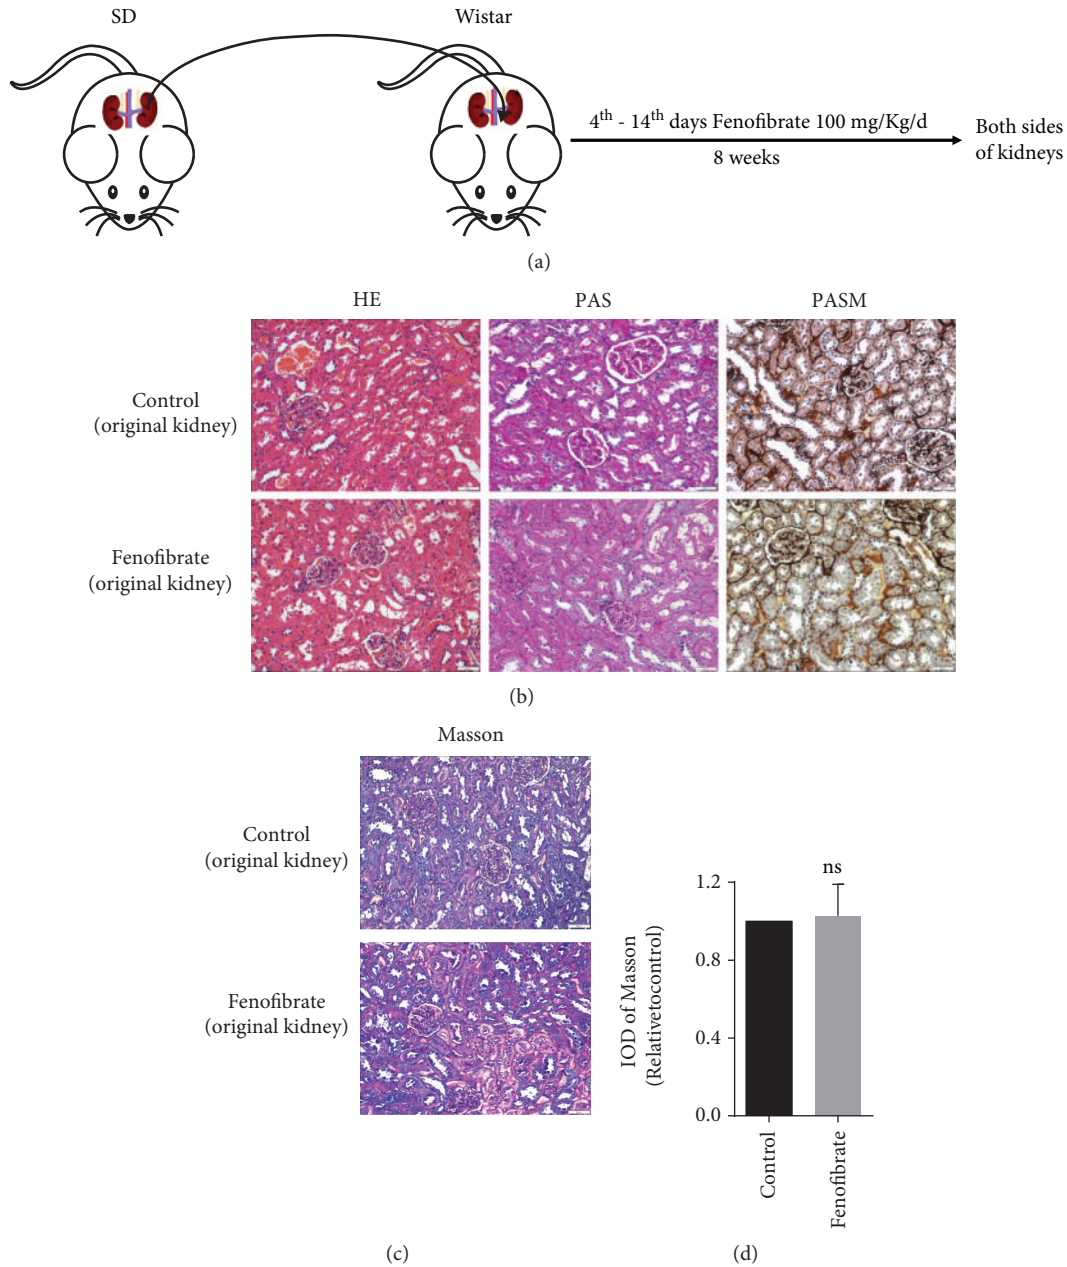 SD
Wistar
4th - 14th days Fenofibrate 100 mg/Kg/d
8 weeks
Both sides
of kidneys
(a)
HE
PAS
PASM
Control
(original kidney)
Fenofibrate
(original kidney)
(b)
Masson
Control
(original kidney)
Fenofibrate
(original kidney)
(c)
IOD of Masson
(Relativetocontrol)
1.2
0.8
0.4
0.0
ns
Control
Fenofibrate
(d)